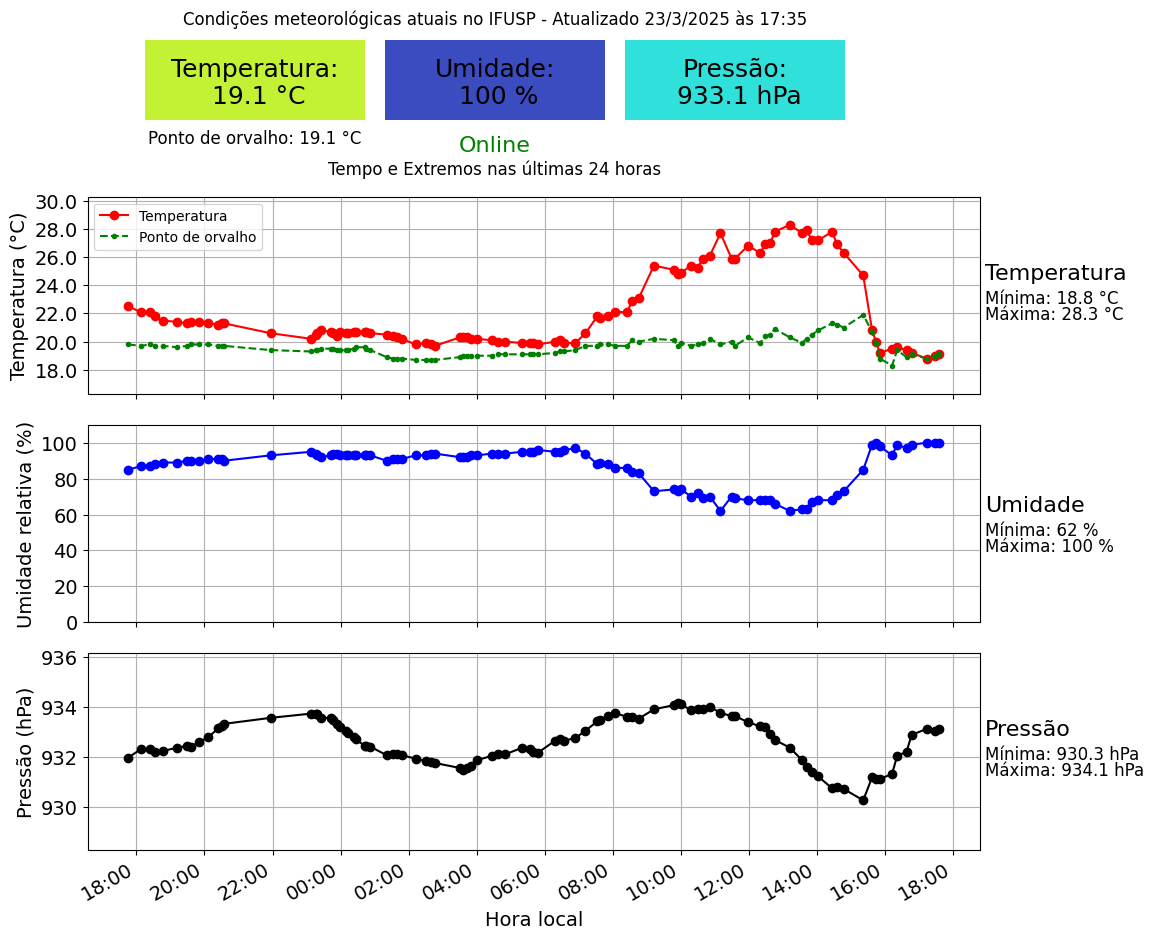 Condições meteorológicas atuais no IFUSP - Atualizado 23/3/2025 às 17:35
Temperatura:
19.1 °C
Umidade:
100 %
Pressão:
933.1 hPa
Ponto de orvalho: 19.1 °C
Online
Tempo e Extremos nas últimas 24 horas
Temperatura (°C)
30.0
28.0
26.0
24.0
22.0
20.0
18.0
Temperatura
Ponto de orvalho
Temperatura
Mínima: 18.8 °C
Máxima: 28.3 °C
Umidade relativa (%)
100
80
60
40
20
0
Umidade
Mínima: 62 %
Máxima: 100 %
Pressão (hPa)
936
934
932
930
Pressão
Mínima: 930.3 hPa
Máxima: 934.1 hPa
18:00 20:00 22:00 00:00 02:00 04:00 06:00 08:00 10:00 12:00 14:00 16:00 18:00
Hora local